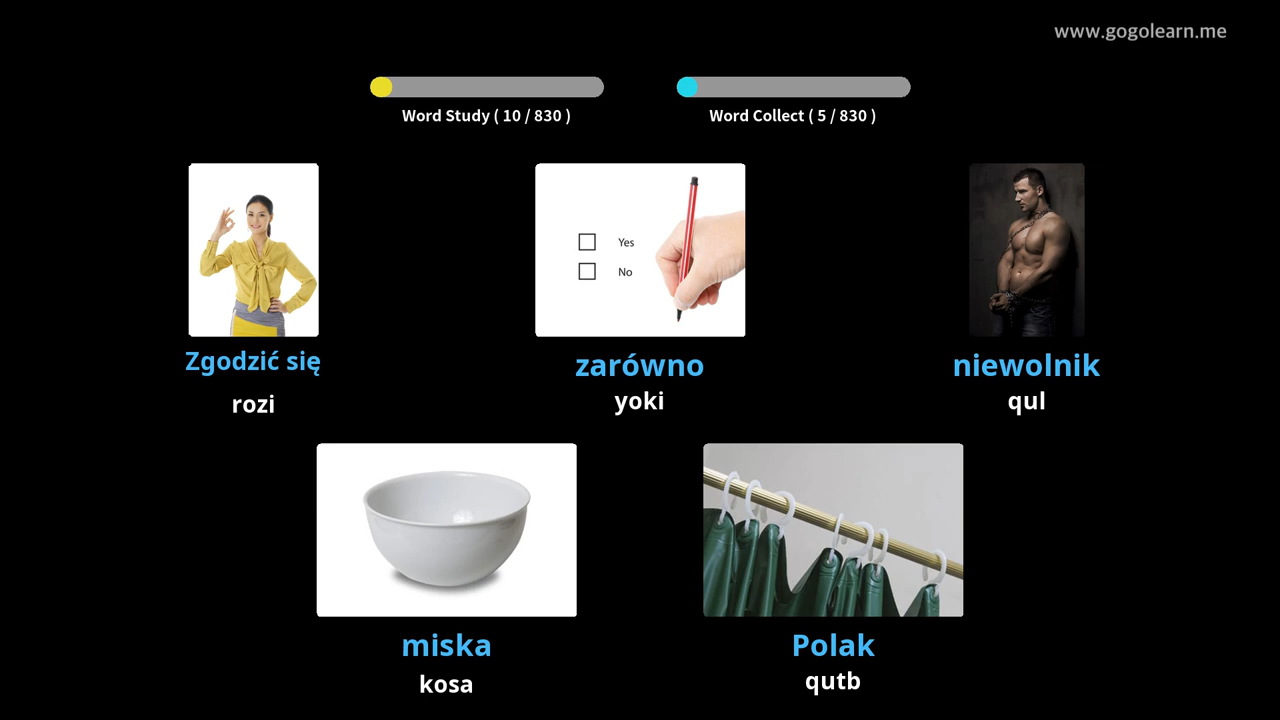 www.gogolearn.me
Word Study ( 10 / 830 )
Word Collect ( 5 / 830 )
Yes
No
Zgodzić się
zarówno
niewolnik
rozi
yoki
qul
miska
Polak
kosa
qutb